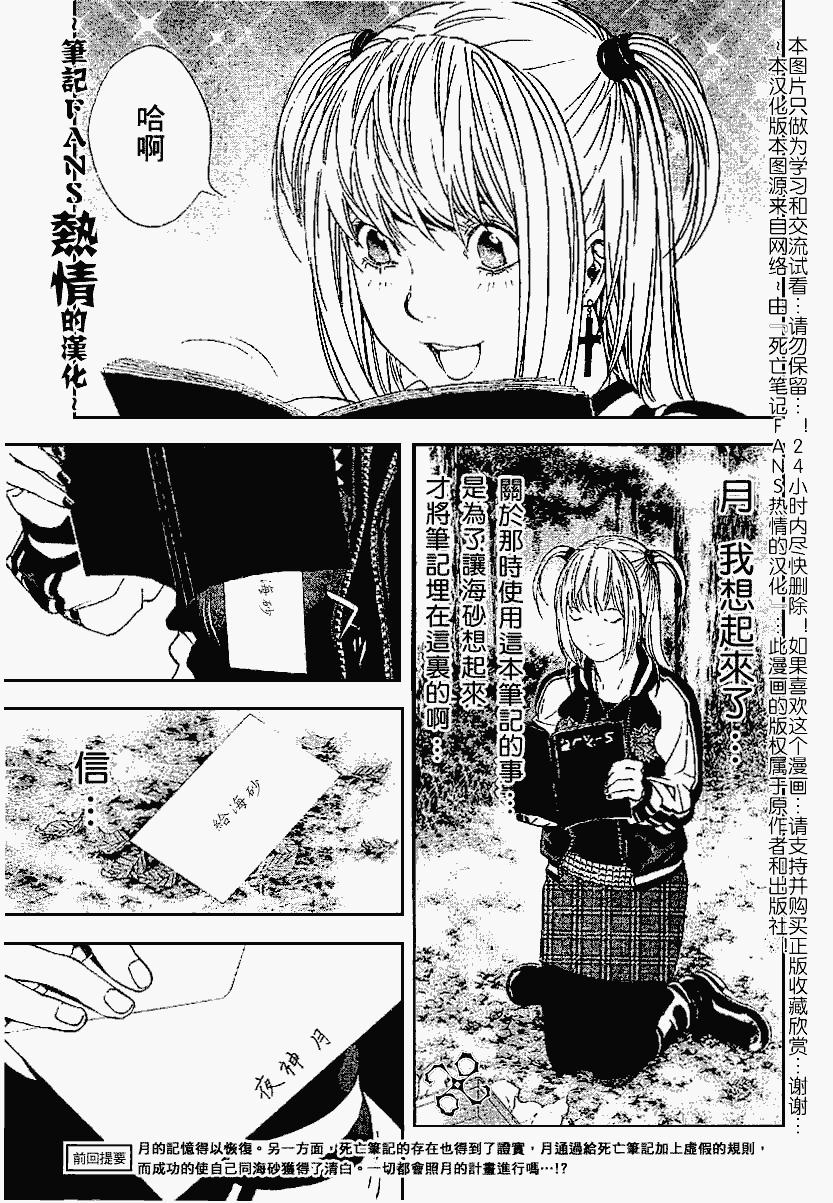 本图片只做为学习和交流试看…请勿保留…！24小时内尽快删除！如果喜欢这个漫画…请支持并购买正版收藏欣赏…谢谢…
~本汉化版本图源来自网络~由一死亡笔记FANS热情的汉化一…此漫画的版权属于原作者和出版社…！
~筆記FANS熱情的漢化~
哈啊
月 我想起來了…
關於那時使用這本筆記的事…
是為了讓海砂想起來
才將筆記埋在這裏的啊…
海砂
信…
給海砂
夜神月
前回提要
月的記憶得以恢復。另一方面，死亡筆記的存在也得到了證實，月通過給死亡筆記加上虛假的規則，
而成功的使自己同海砂獲得了清白。一切都會照月的計畫進行嗎…!?